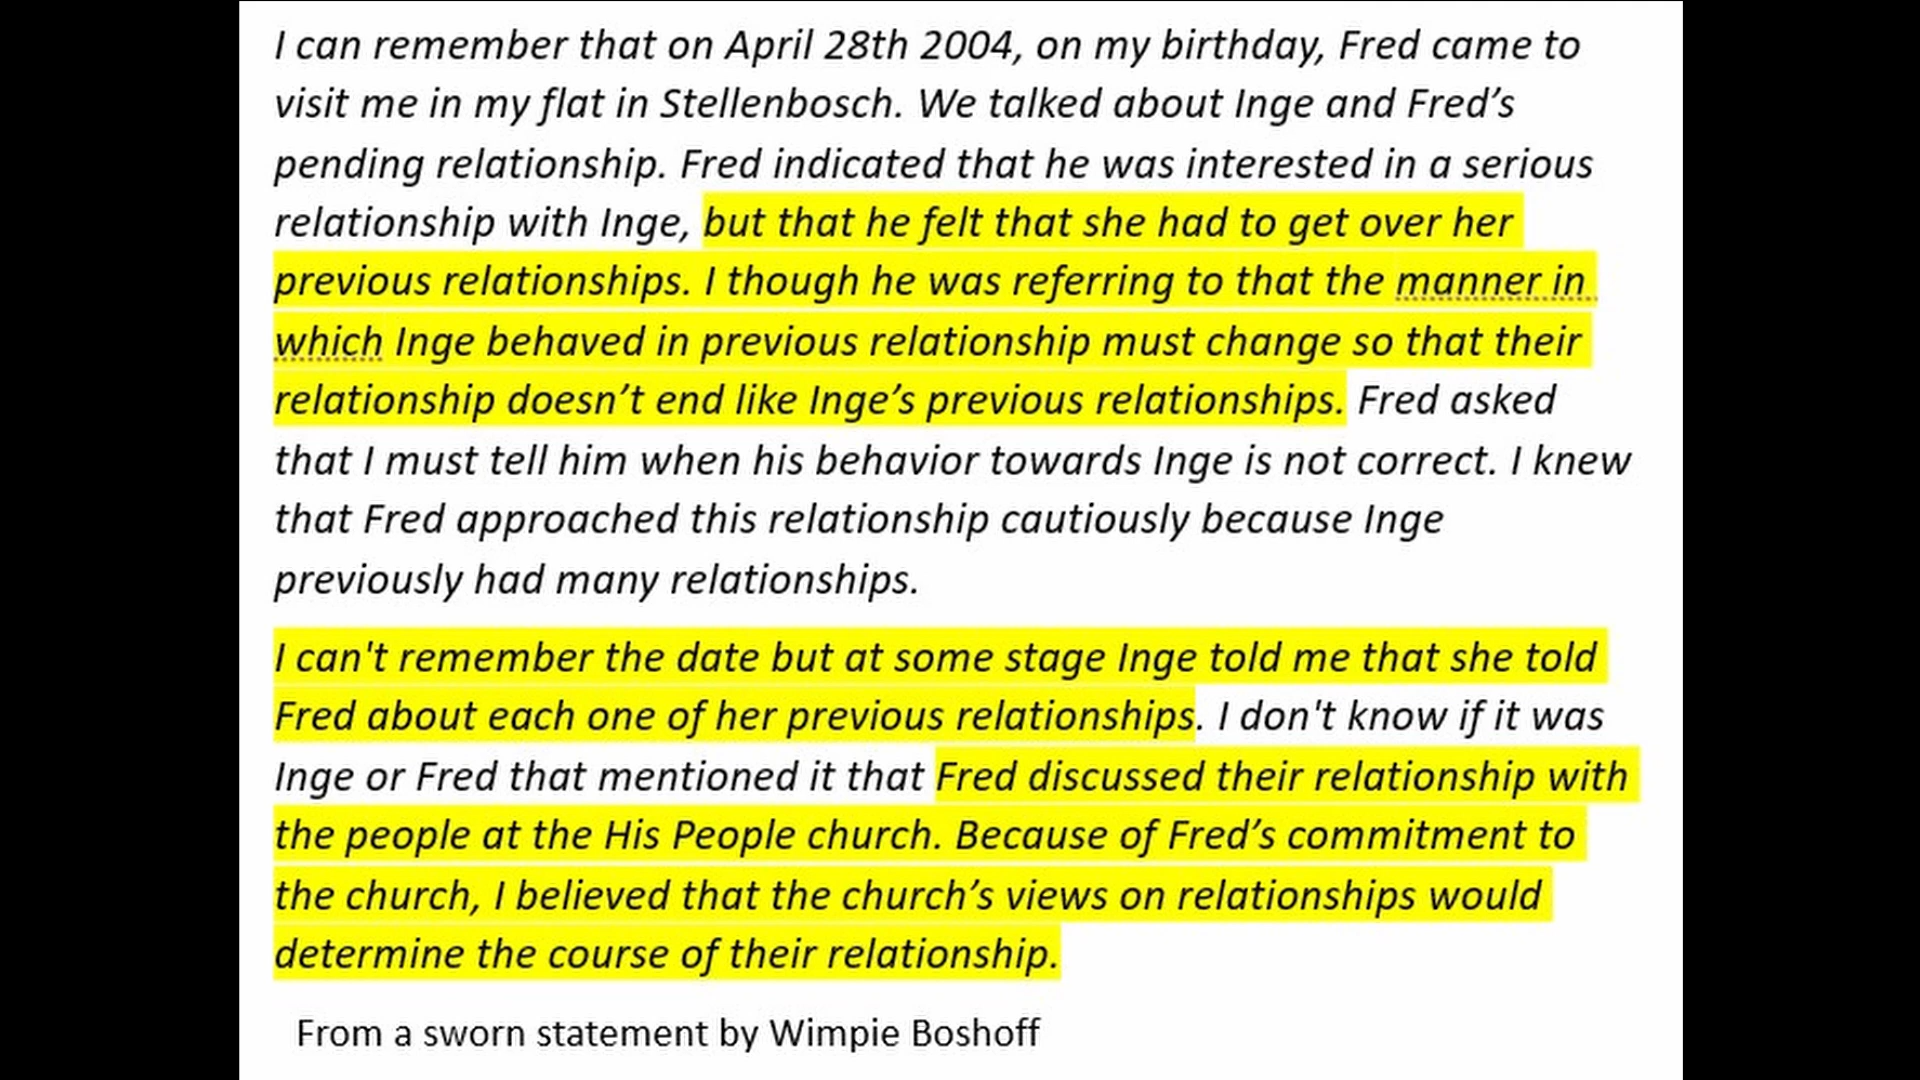 I can remember that on April 28th 2004, on my birthday, Fred came to
visit me in my flat in Stellenbosch. We talked about Inge and Fred’s
pending relationship. Fred indicated that he was interested in a serious
relationship with Inge, but that he felt that she had to get over her
previous relationships. I though he was referring to that the manner in
which Inge behaved in previous relationship must change so that their
relationship doesn’t end like Inge’s previous relationships. Fred asked
that I must tell him when his behavior towards Inge is not correct. I knew
that Fred approached this relationship cautiously because Inge
previously had many relationships.
I can't remember the date but at some stage Inge told me that she told
Fred about each one of her previous relationships. I don't know if it was
Inge or Fred that mentioned it that Fred discussed their relationship with
the people at the His People church. Because of Fred’s commitment to
the church, I believed that the church’s views on relationships would
determine the course of their relationship.
From a sworn statement by Wimpie Boshoff